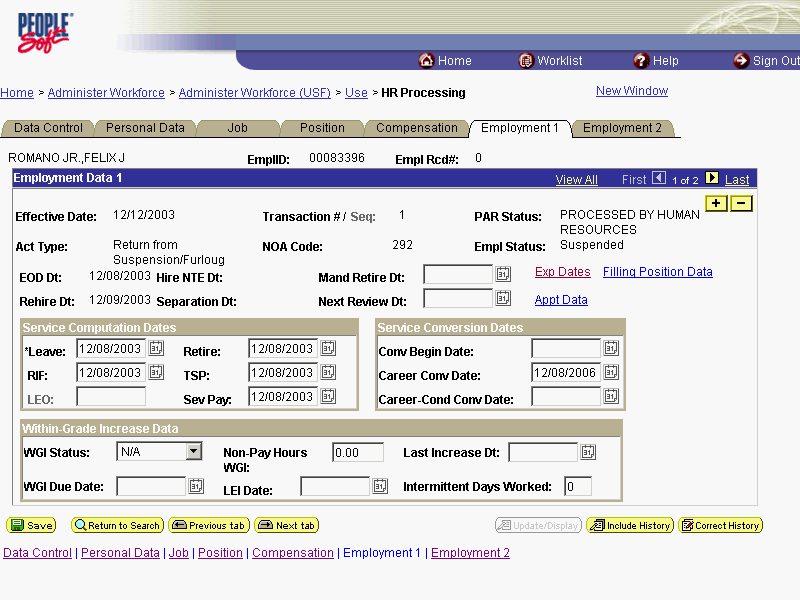 PEOPLE
Soft
Home Worklist Help Sign Out
Home > Administer Workforce > Administer Workforce (USF) > Use > HR Processing New Window
Data Control Personal Data Job Position Compensation Employment 1 Employment 2
ROMANO JR.,FELIX J EmplID: 00083396 Empl Rcd#: 0
Employment Data 1 View All First 1 of 2 Last
Effective Date: 12/12/2003 Transaction # / Seq: 1 PAR Status: PROCESSED BY HUMAN
RESOURCES
Act Type: Return from NOA Code: 292 Empl Status: Suspended
Suspension/Furloug
EOD Dt: 12/08/2003 Hire NTE Dt: Mand Retire Dt: Exp Dates Filling Position Data
Rehire Dt: 12/09/2003 Separation Dt: Next Review Dt: Appt Data
Service Computation Dates Service Conversion Dates
*Leave: 12/08/2003 Retire: 12/08/2003 Conv Begin Date:
RIF: 12/08/2003 TSP: 12/08/2003 Career Conv Date: 12/08/2006
LEO: Sev Pay: 12/08/2003 Career-Cond Conv Date:
Within-Grade Increase Data
WGI Status: N/A Non-Pay Hours 0.00 Last Increase Dt:
WGI:
WGI Due Date: LEI Date: Intermittent Days Worked: 0
Save Return to Search Previous tab Next tab Update/Display Include History Correct History
Data Control | Personal Data | Job | Position | Compensation | Employment 1 | Employment 2